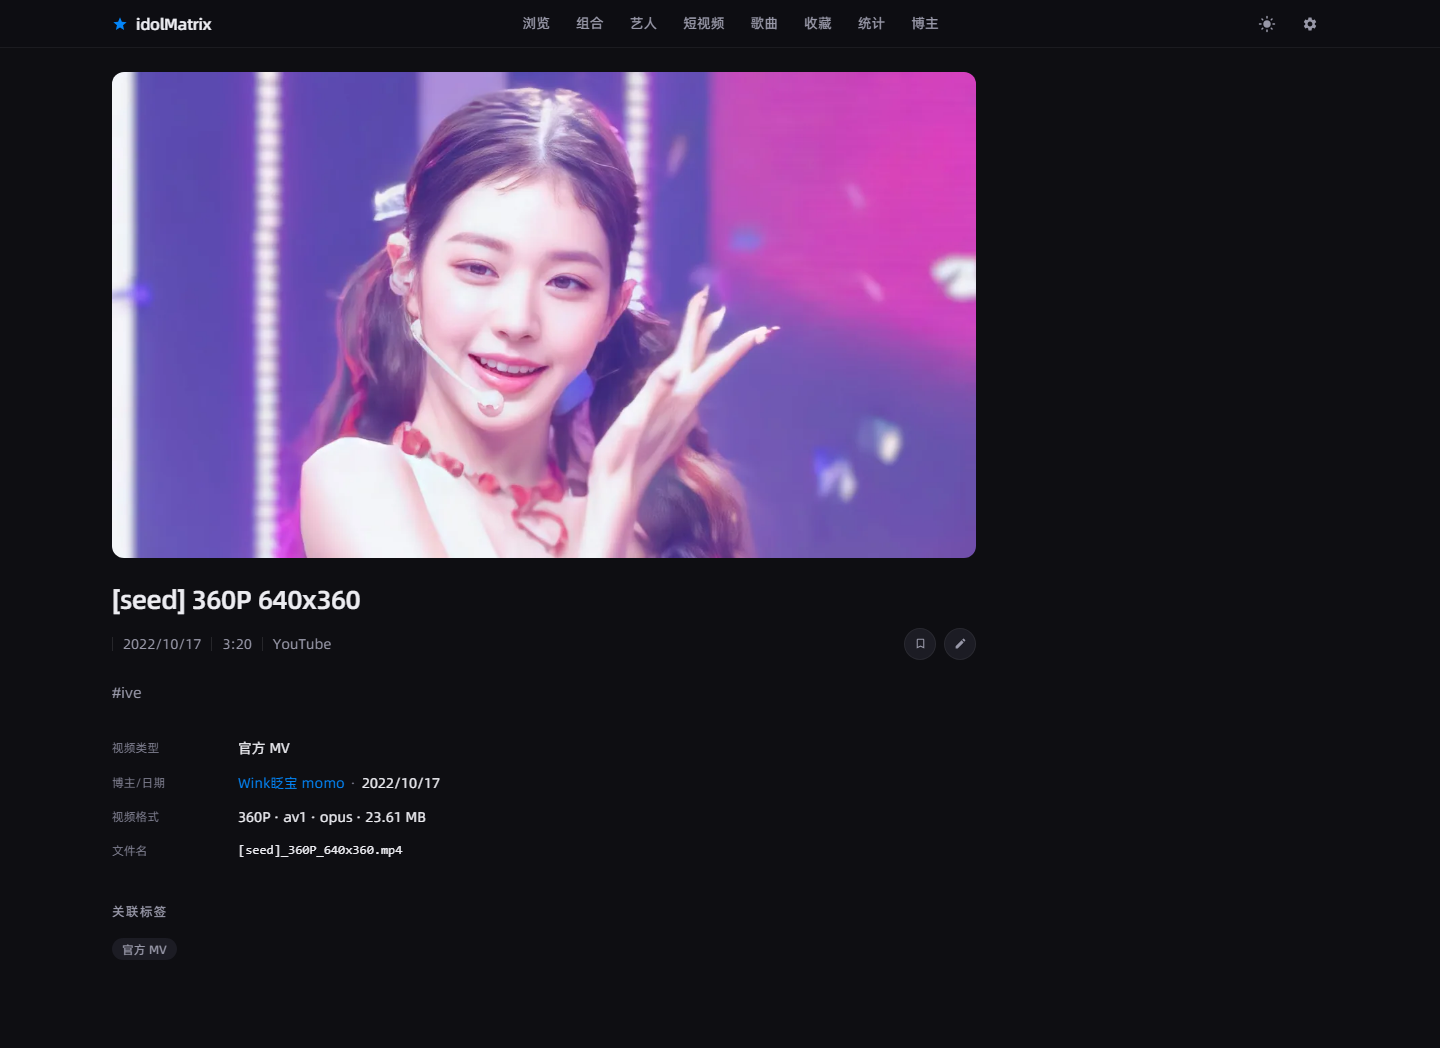 idolMatrix 浏览 组合 艺人 短视频 歌曲 收藏 统计 博主
[seed] 360P 640x360
2022/10/17 3:20 YouTube
#ive
视频类型 官方 MV
博主/日期 Wink眨宝 momo · 2022/10/17
视频格式 360P · av1 · opus · 23.61 MB
文件名 [seed]_360P_640x360.mp4
关联标签
官方 MV